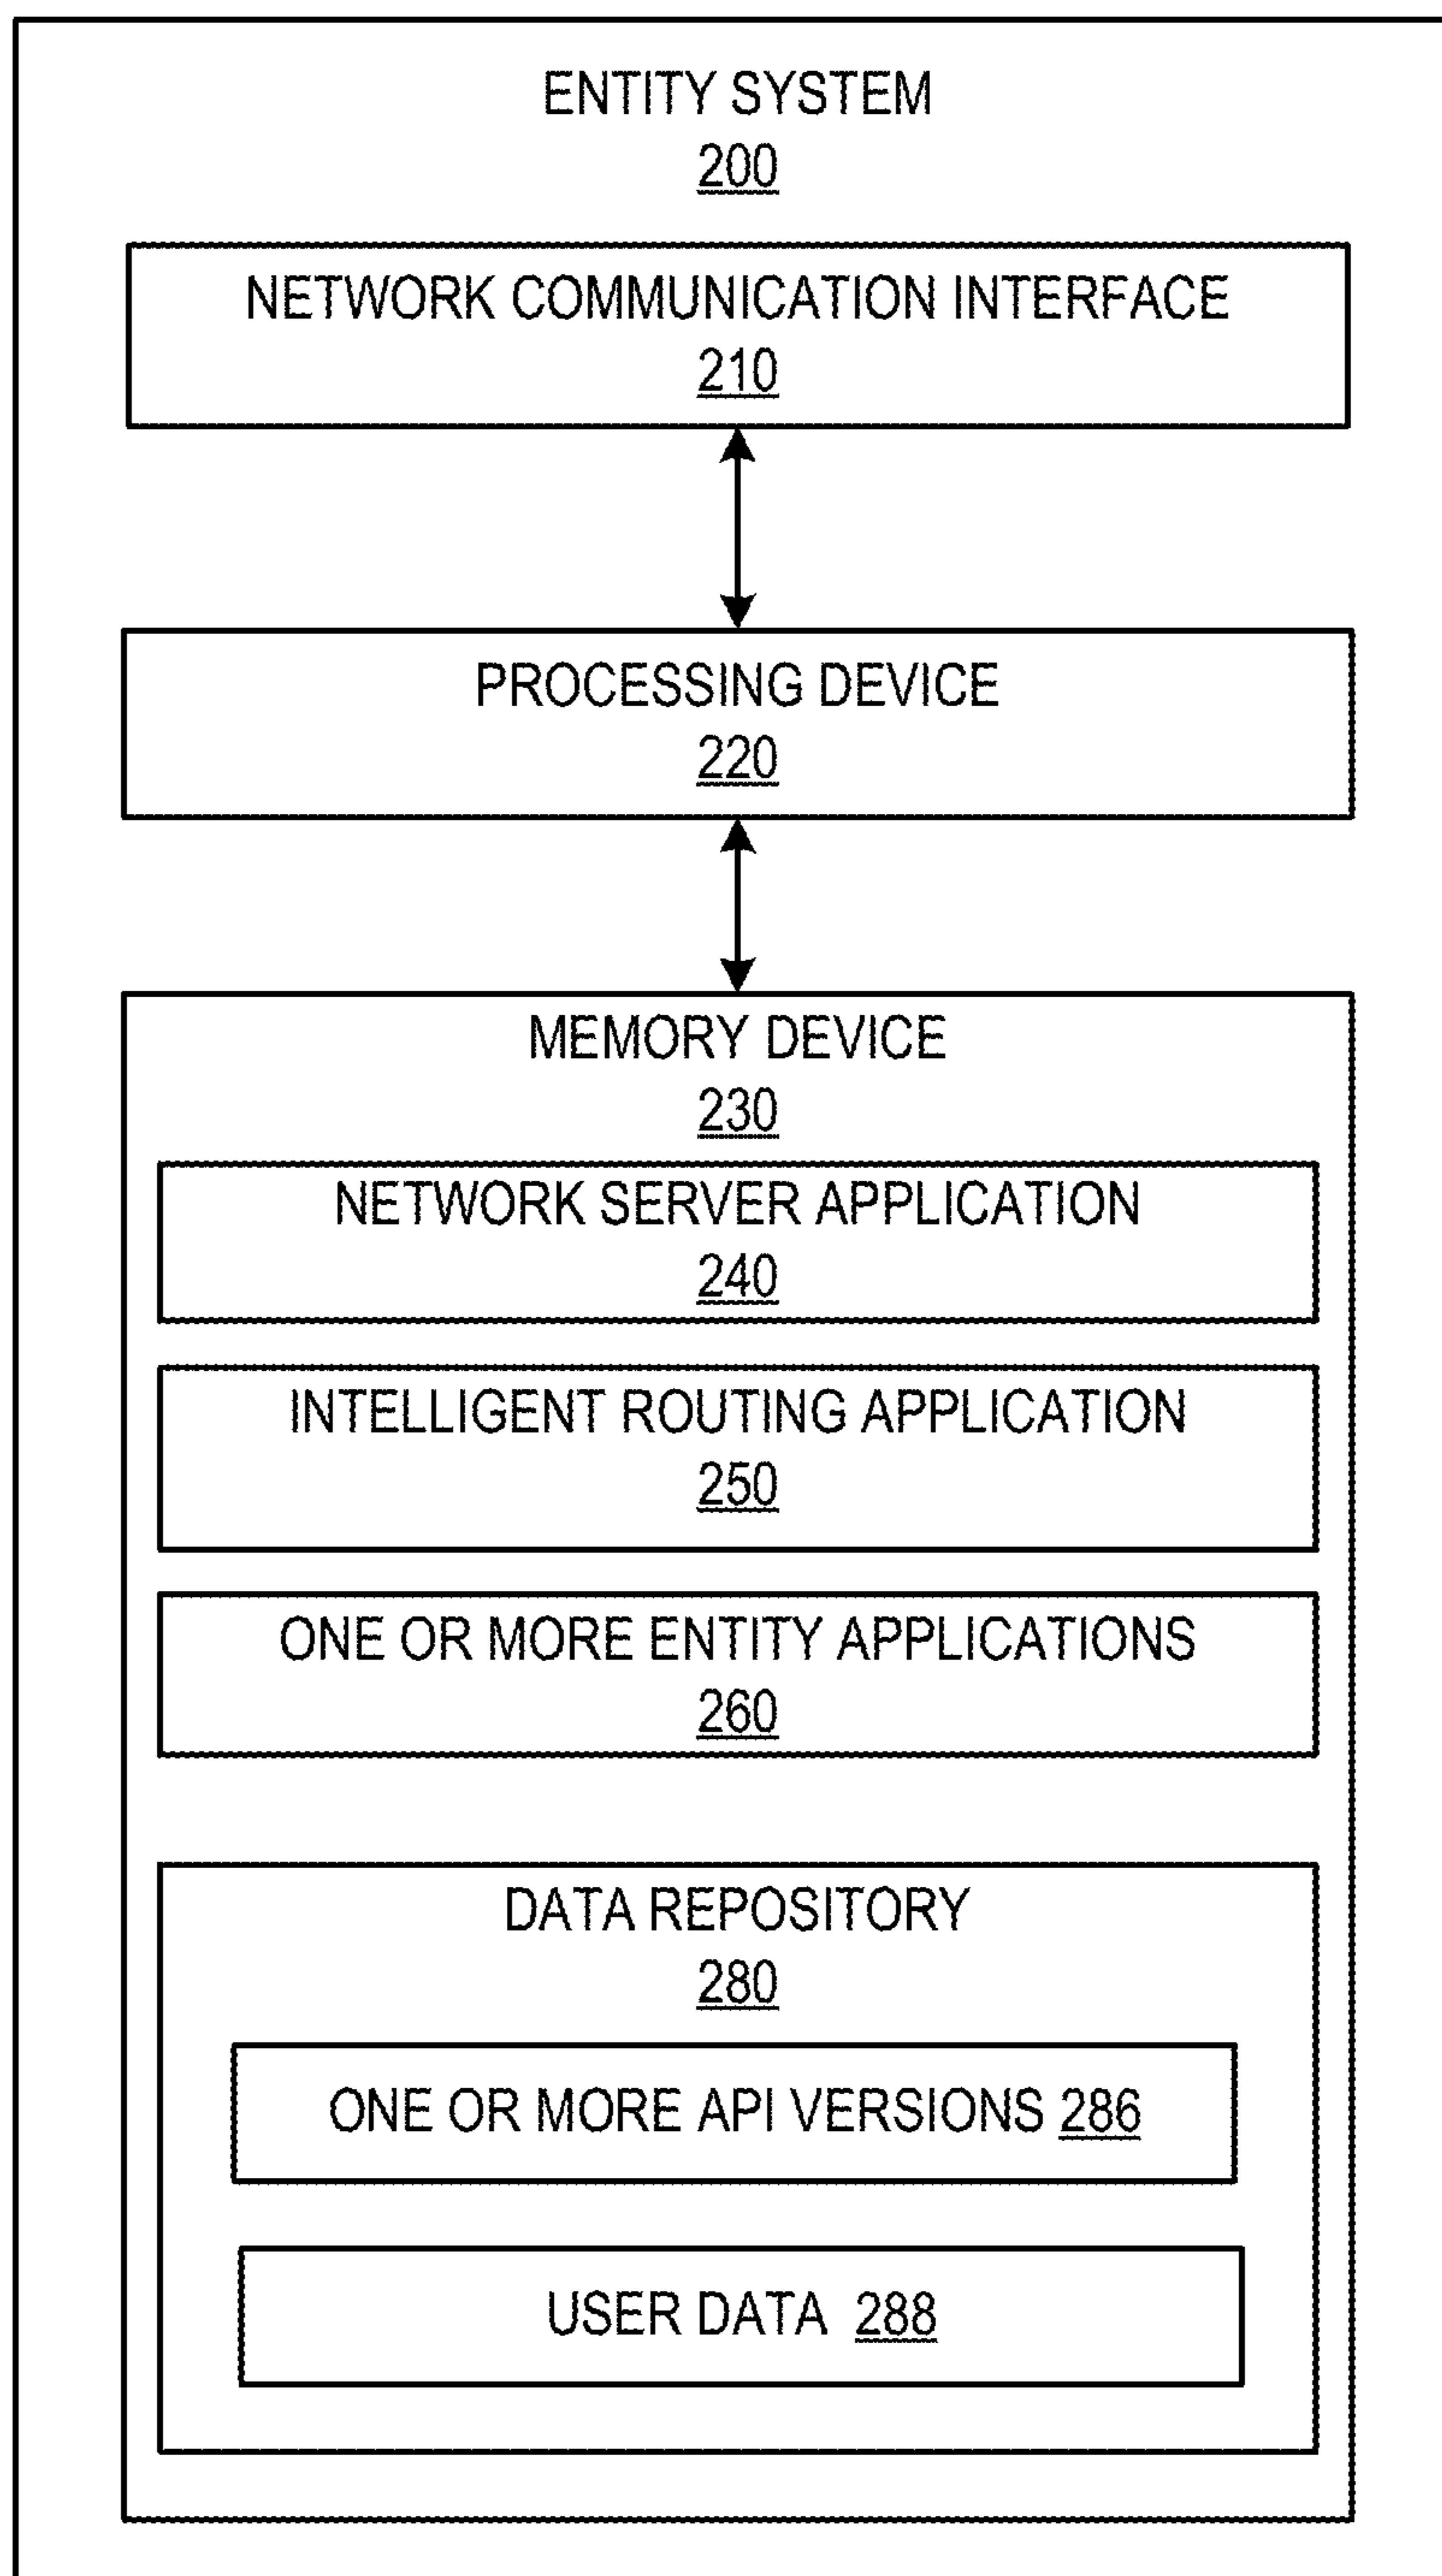 ENTITY SYSTEM
200
NETWORK COMMUNICATION INTERFACE
210
PROCESSING DEVICE
220
MEMORY DEVICE
230
NETWORK SERVER APPLICATION
240
INTELLIGENT ROUTING APPLICATION
250
ONE OR MORE ENTITY APPLICATIONS
260
DATA REPOSITORY
280
ONE OR MORE API VERSIONS 286
USER DATA 288